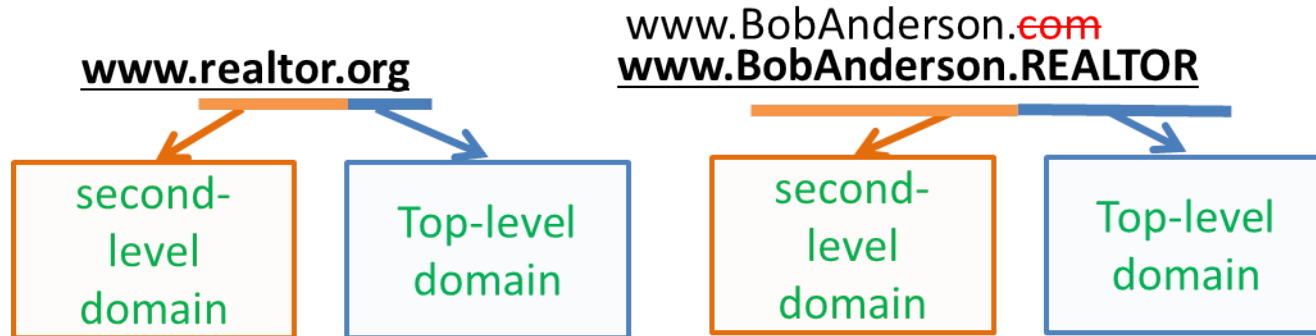 www.realtor.org
second-
level
domain
Top-level
domain
www.BobAnderson.com
www.BobAnderson.REALTOR
second-
level
domain
Top-level
domain